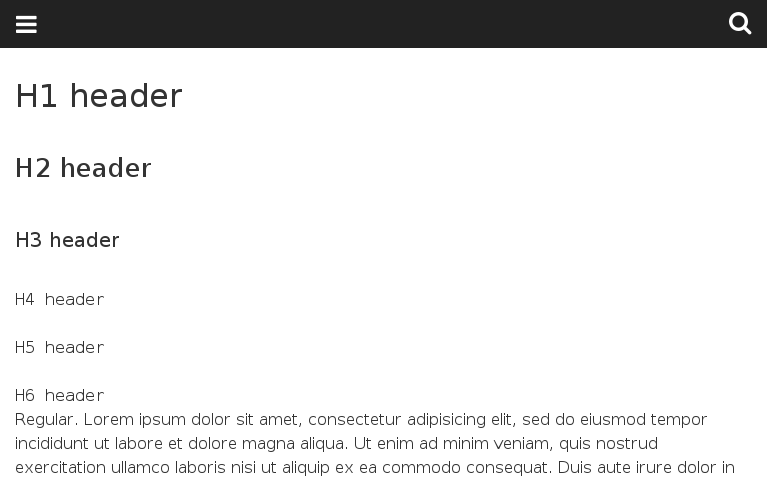 H1 header
H2 header
H3 header
H4 header
H5 header
H6 header
Regular. Lorem ipsum dolor sit amet, consectetur adipisicing elit, sed do eiusmod tempor
incididunt ut labore et dolore magna aliqua. Ut enim ad minim veniam, quis nostrud
exercitation ullamco laboris nisi ut aliquip ex ea commodo consequat. Duis aute irure dolor in